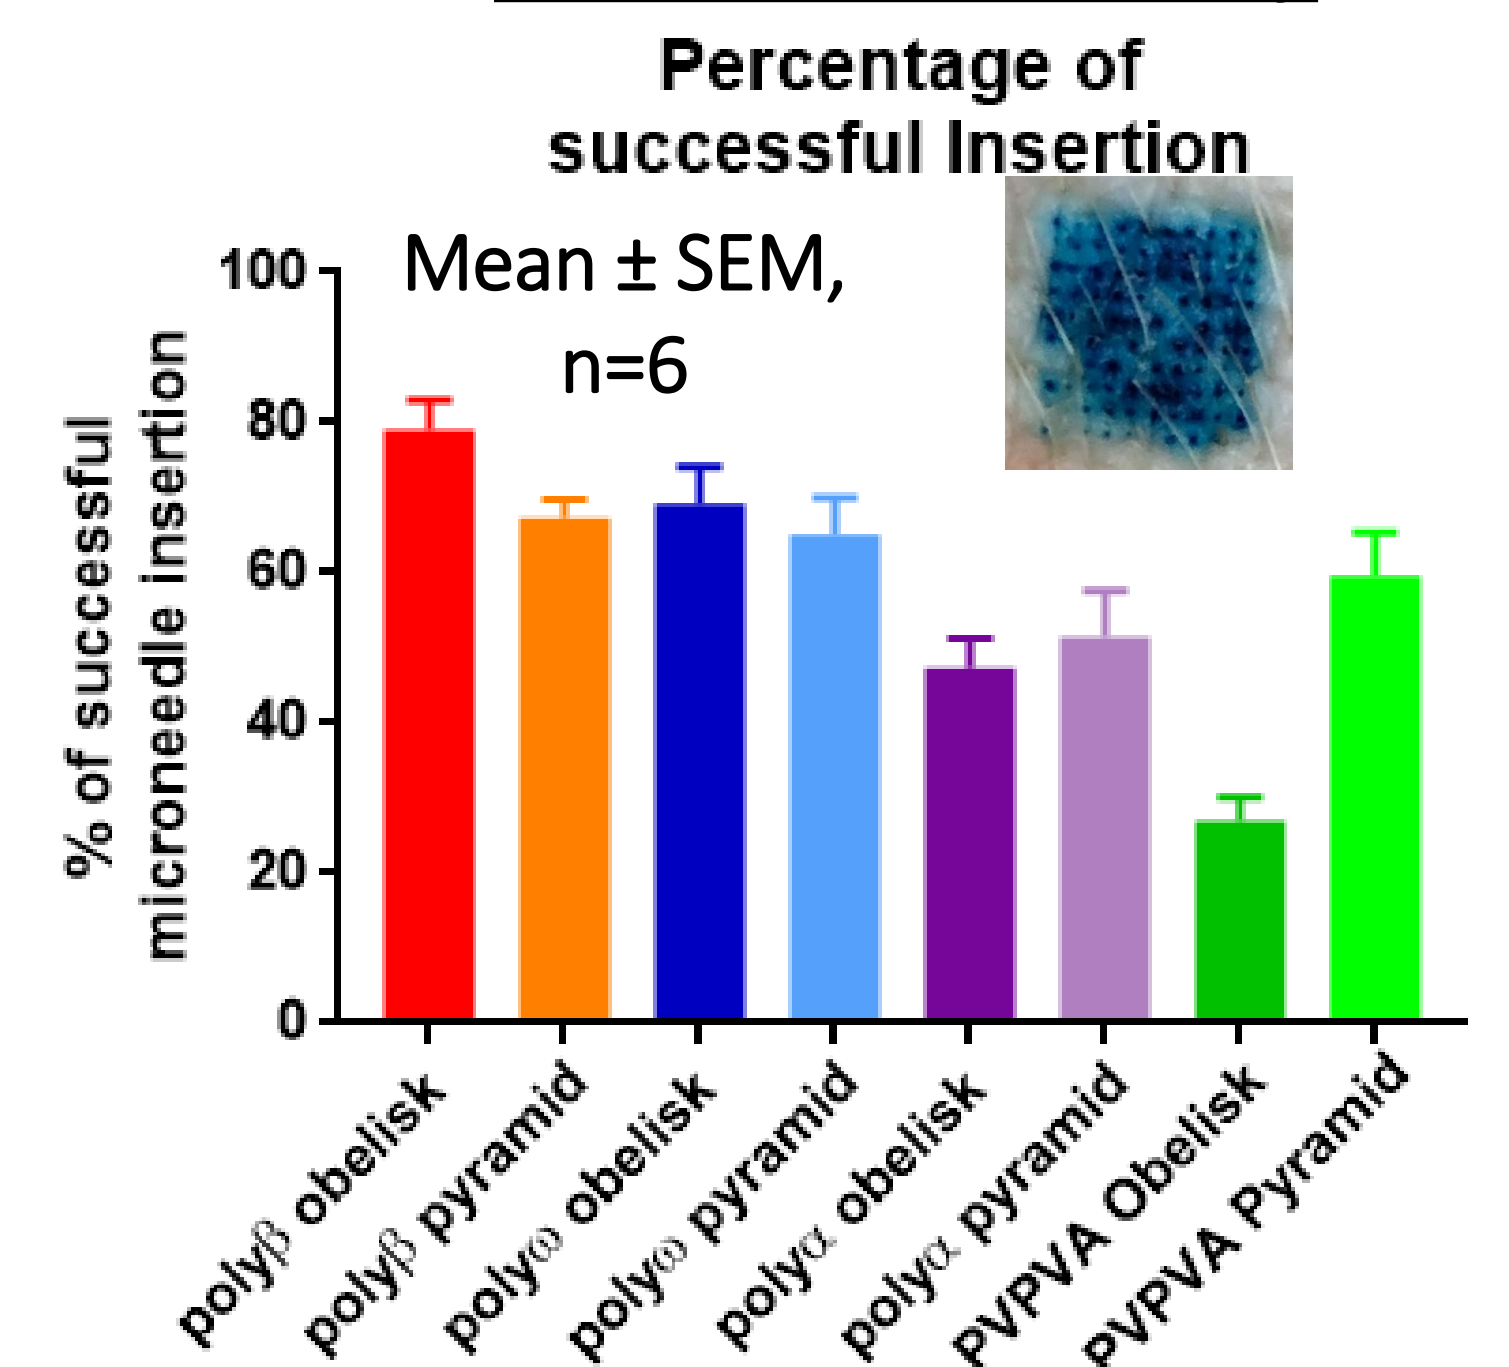 Percentage of
successful Insertion
Mean ± SEM,
n=6
% of successful
microneedle insertion
100
80
60
40
20
0
polyβ obelisk
polyβ pyramid
polyω obelisk
polyω pyramid
polyα obelisk
polyα pyramid
PVPVA Obelisk
PVPVA Pyramid